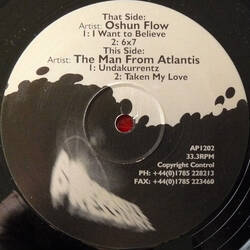 That Side:
Artist: Oshun Flow
1: I Want to Believe
2: 6x7
This Side:
Artist: The Man From Atlantis
1: Undakurrentz
2: Taken My Love
AP1202
33.3RPM
Copyright Control
PH: +44(0)1785 228213
FAX: +44(0)1785 223460